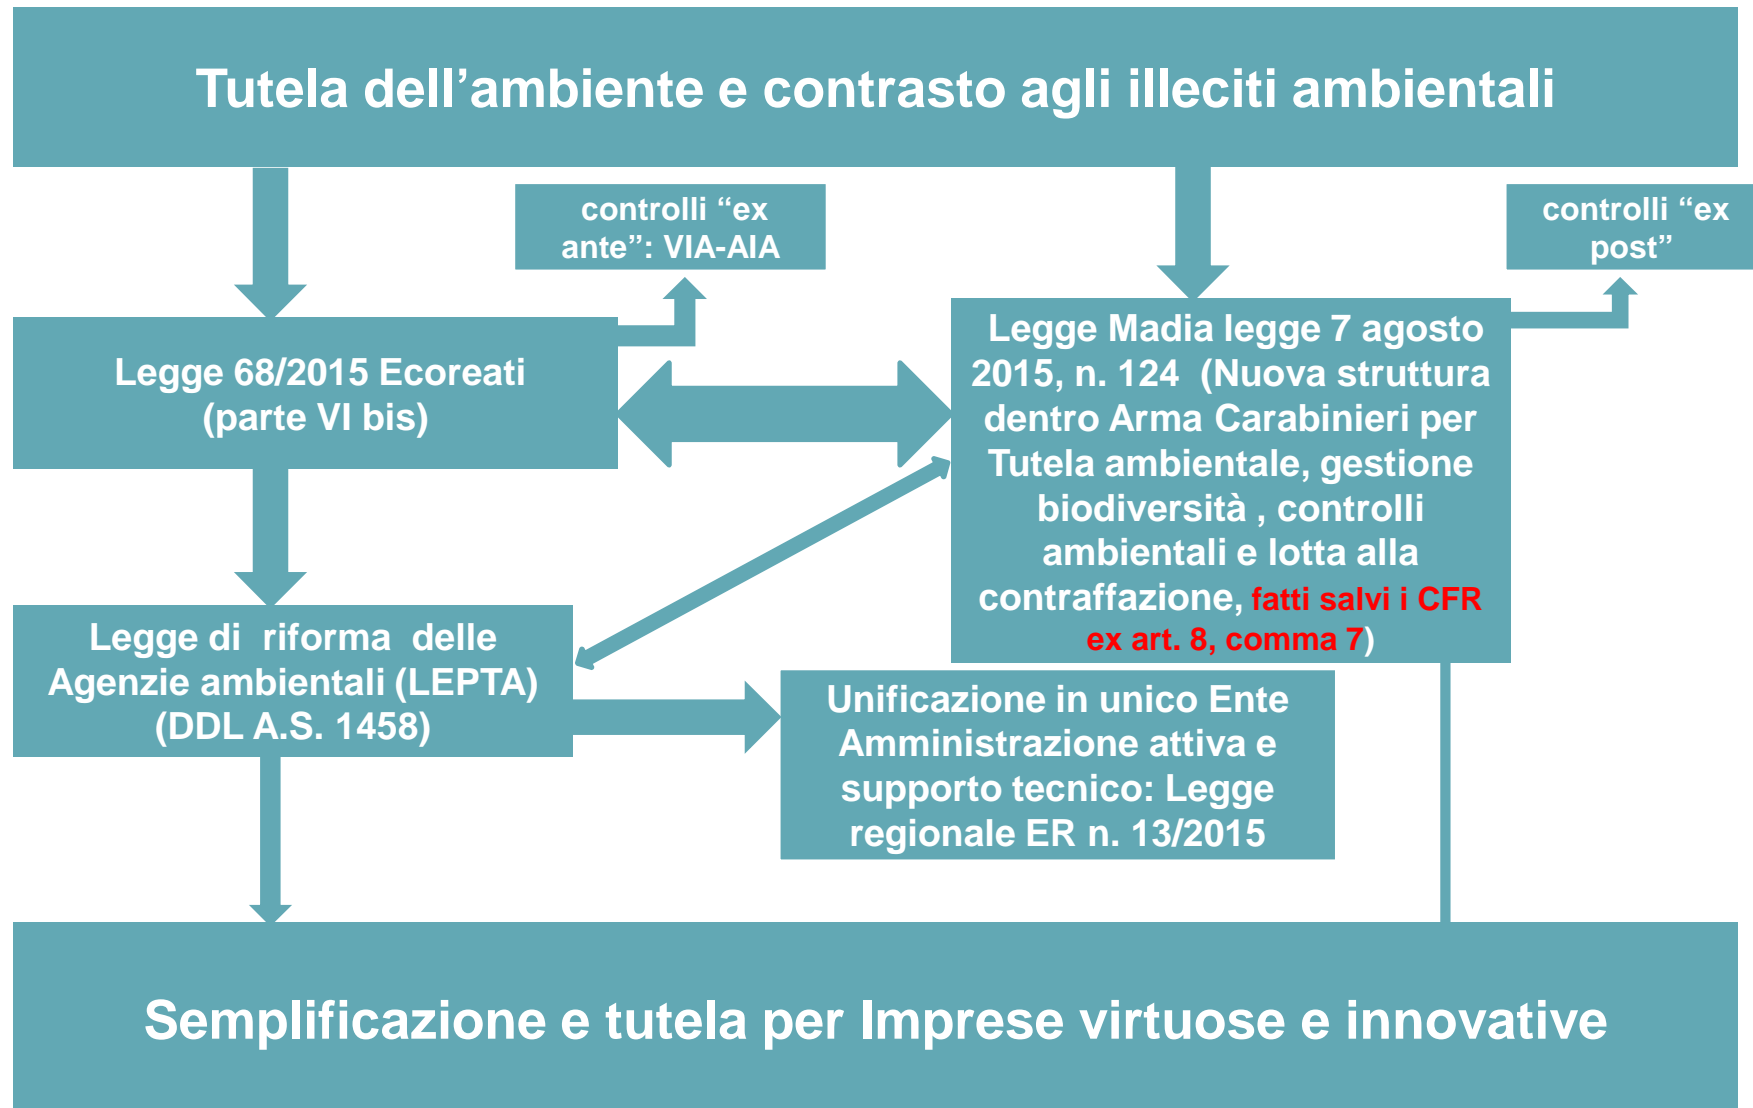 Tutela dell’ambiente e contrasto agli illeciti ambientali
controlli “ex
ante”: VIA-AIA
controlli “ex
post”
Legge 68/2015 Ecoreati
(parte VI bis)
Legge Madia legge 7 agosto
2015, n. 124 (Nuova struttura
dentro Arma Carabinieri per
Tutela ambientale, gestione
biodiversità , controlli
ambientali e lotta alla
contraffazione, fatti salvi i CFR
ex art. 8, comma 7)
Legge di riforma delle
Agenzie ambientali (LEPTA)
(DDL A.S. 1458)
Unificazione in unico Ente
Amministrazione attiva e
supporto tecnico: Legge
regionale ER n. 13/2015
Semplificazione e tutela per Imprese virtuose e innovative